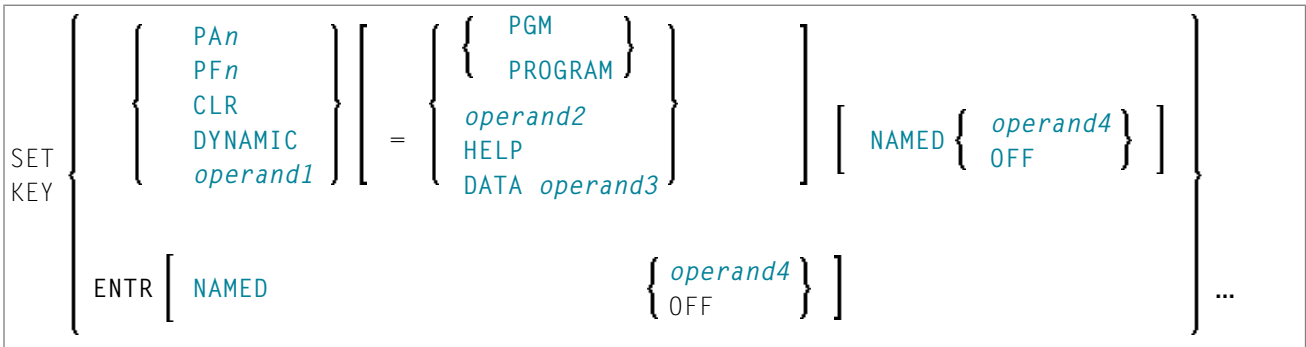 SET KEY
PAn
PFn
CLR
DYNAMIC
operand1
=
PGM
PROGRAM
operand2
HELP
DATA operand3
NAMED
operand4
OFF
ENTR
NAMED
operand4
OFF
...